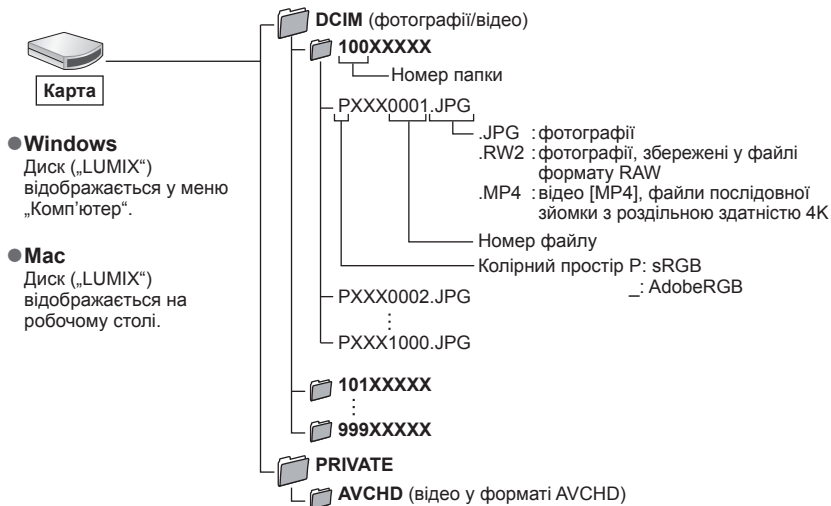 DCIM (фотографії/відео)
100XXXXX
Номер папки
Карта
PXXX0001.JPG
.JPG : фотографії
.RW2 : фотографії, збережені у файлі
формату RAW
.MP4 : відео [MP4], файли послідовної
зйомки з роздільною здатністю 4K
Номер файлу
Колірний простір P: sRGB
_: AdobeRGB
●Windows
Диск („LUMIX“)
відображається у меню
„Комп’ютер“.
●Mac
Диск („LUMIX“)
відображається на
робочому столі.
PXXX0002.JPG
PXXX1000.JPG
101XXXXX
999XXXXX
PRIVATE
AVCHD (відео у форматі AVCHD)